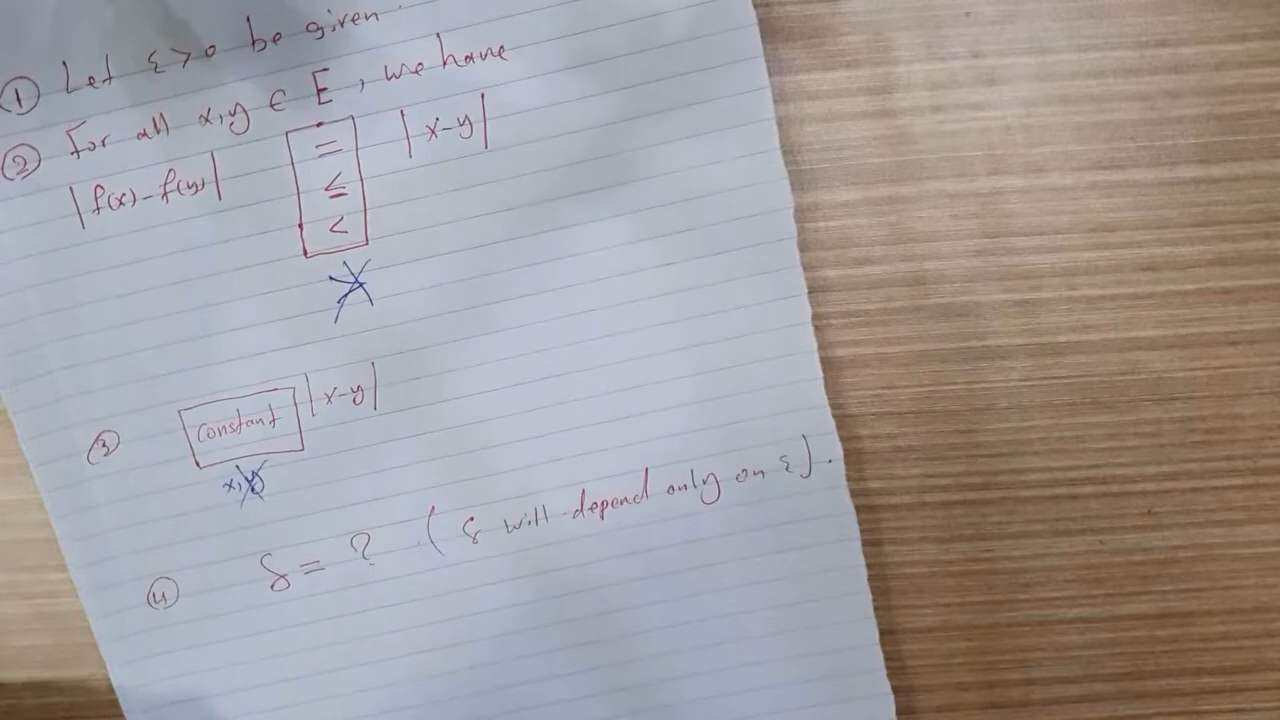 ① Let ε>0 be given.
② For all x,y ∈ E, we have
|f(x)-f(y)| = |x-y|
≤
<
③ constant |x-y|
x,y
④ δ = ? (δ will depend only on ε).